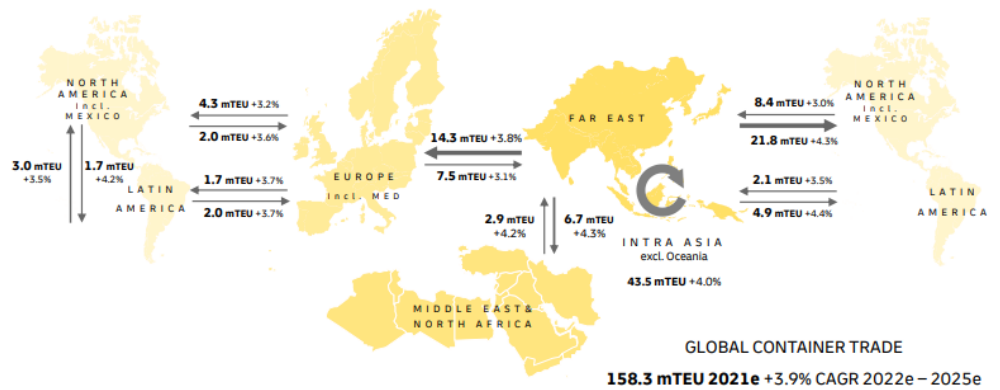 NORTH
AMERICA
incl.
MEXICO
4.3 mTEU +3.2%
2.0 mTEU +3.6%
3.0 mTEU
+3.5%
1.7 mTEU
+4.2%
LATIN
AMERICA
1.7 mTEU +3.7%
2.0 mTEU +3.7%
EUROPE
incl. MED
14.3 mTEU +3.8%
7.5 mTEU +3.1%
FAR EAST
2.9 mTEU
+4.2%
6.7 mTEU
+4.3%
MIDDLE EAST&
NORTH AFRICA
INTRA ASIA
excl. Oceania
43.5 mTEU +4.0%
8.4 mTEU +3.0%
21.8 mTEU +4.3%
NORTH
AMERICA
incl.
MEXICO
2.1 mTEU +3.5%
4.9 mTEU +4.4%
LATIN
AMERICA
GLOBAL CONTAINER TRADE
158.3 mTEU 2021e +3.9% CAGR 2022e – 2025e